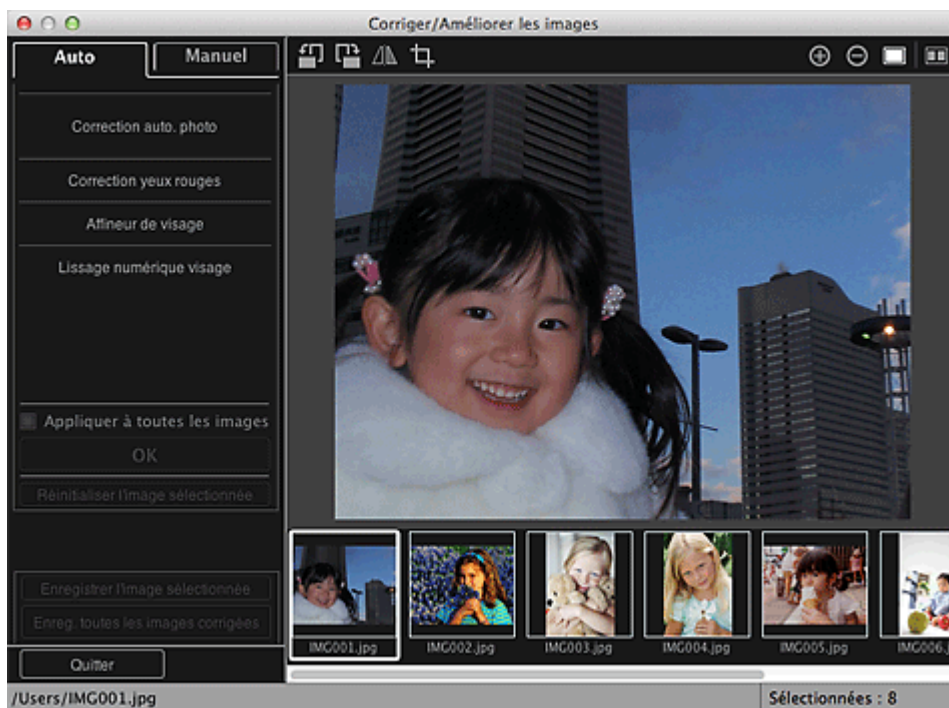 Corriger/Améliorer les images
Auto
Manuel
Correction auto. photo
Correction yeux rouges
Affineur de visage
Lissage numérique visage
Appliquer à toutes les images
OK
Réinitialiser l'image sélectionnée
Enregistrer l'image sélectionnée
Enreg. toutes les images corrigées
Quitter
IMG001.jpg
IMG002.jpg
IMG003.jpg
IMG004.jpg
IMG005.jpg
IMG006.j
/Users/IMG001.jpg
Sélectionnées : 8